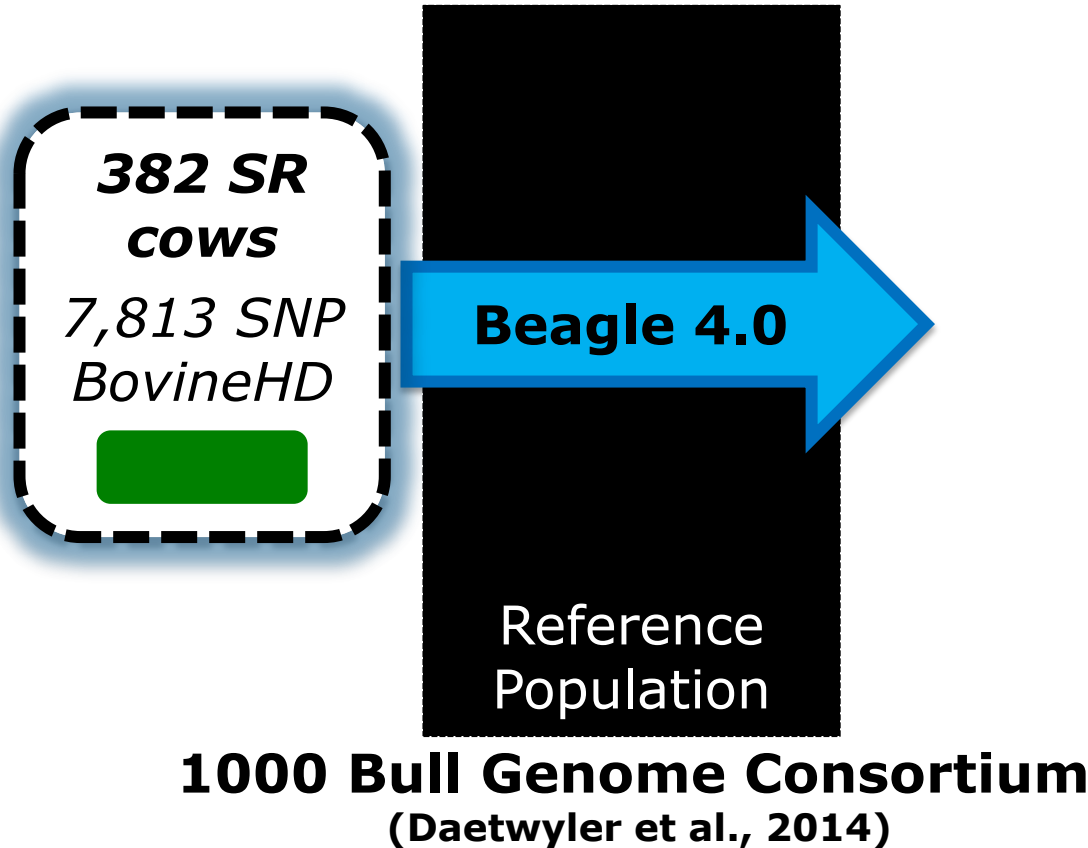 382 SR
cows
7,813 SNP
BovineHD
Beagle 4.0
Reference
Population
1000 Bull Genome Consortium
(Daetwyler et al., 2014)